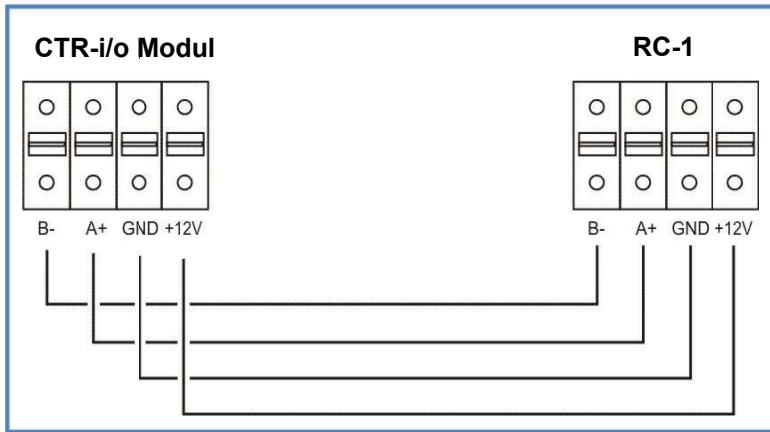 CTR-i/o Modul RC-1
B- A+ GND +12V B- A+ GND +12V